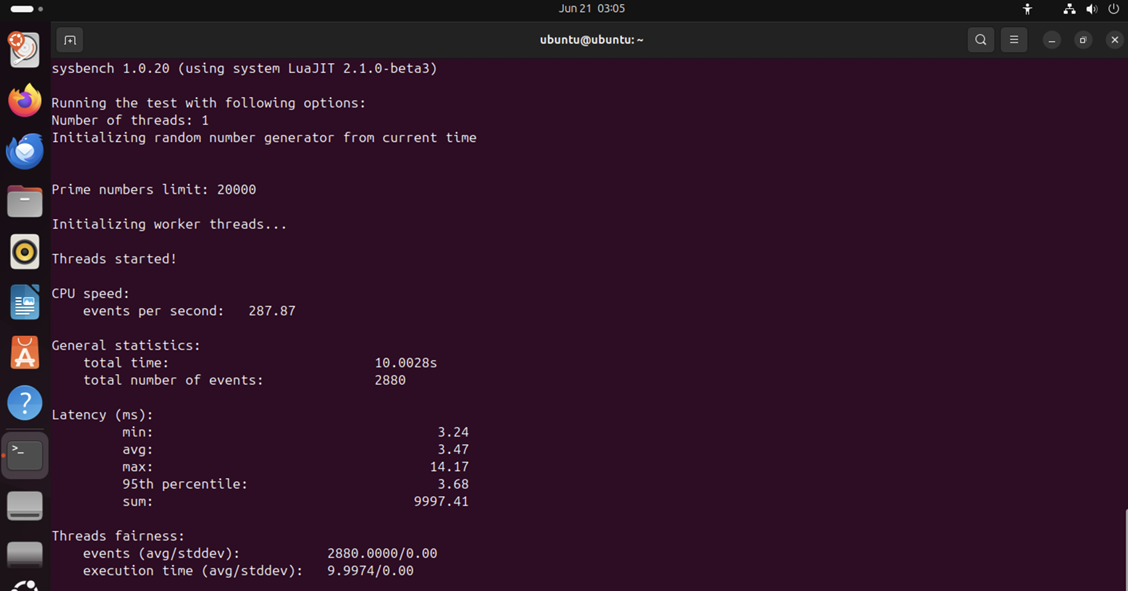 Jun 21 03:05
ubuntu@ubuntu: ~
sysbench 1.0.20 (using system LuaJIT 2.1.0-beta3)
Running the test with following options:
Number of threads: 1
Initializing random number generator from current time
Prime numbers limit: 20000
Initializing worker threads...
Threads started!
CPU speed:
events per second: 287.87
General statistics:
total time: 10.0028s
total number of events: 2880
Latency (ms):
min: 3.24
avg: 3.47
max: 14.17
95th percentile: 3.68
sum: 9997.41
Threads fairness:
events (avg/stddev): 2880.0000/0.00
execution time (avg/stddev): 9.9974/0.00